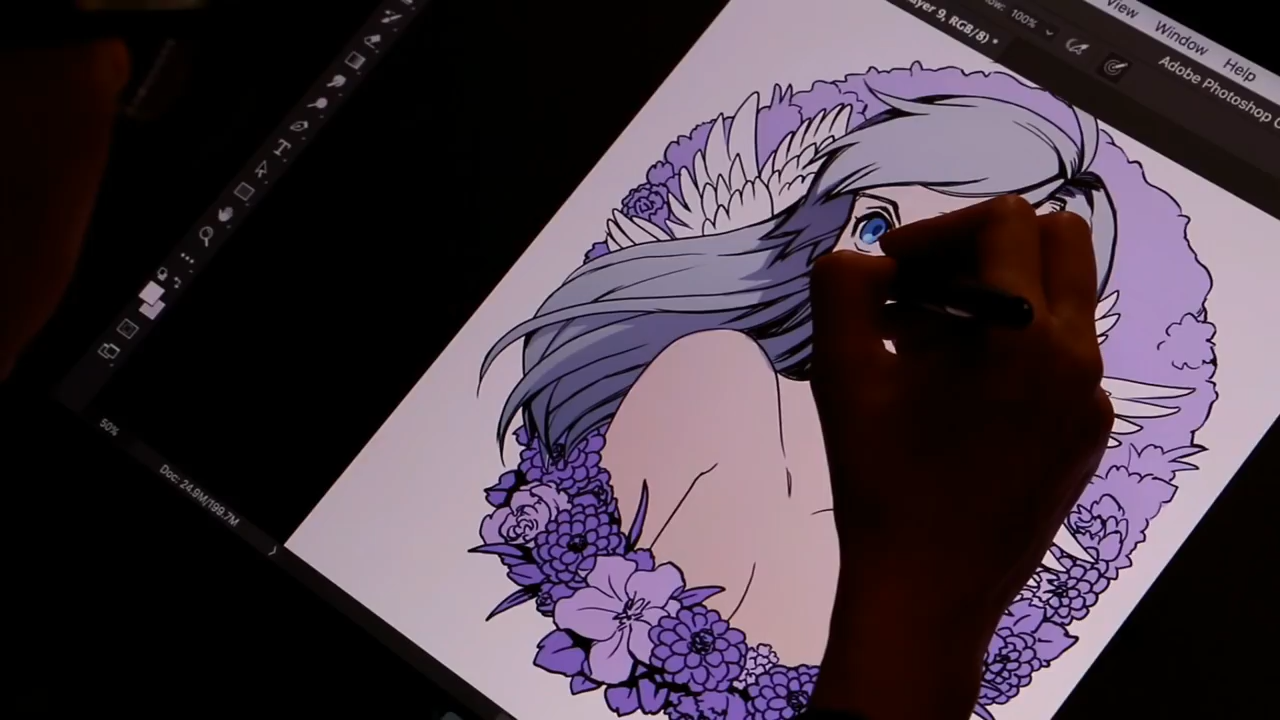 View Window Help
100%
Adobe Photoshop C
ayer 9, RGB/8) *
50%
Doc: 24.9M/199.7M